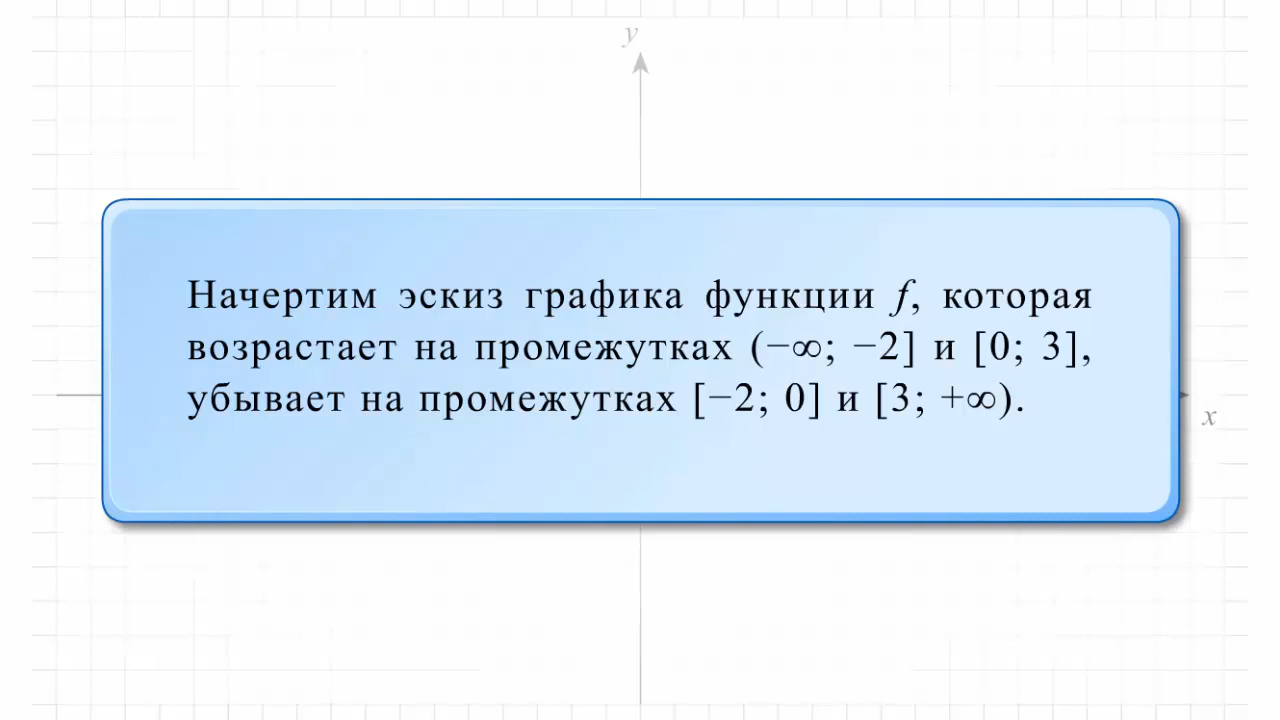 y
Начертим эскиз графика функции f, которая
возрастает на промежутках (−∞; −2] и [0; 3],
убывает на промежутках [−2; 0] и [3; +∞).
x